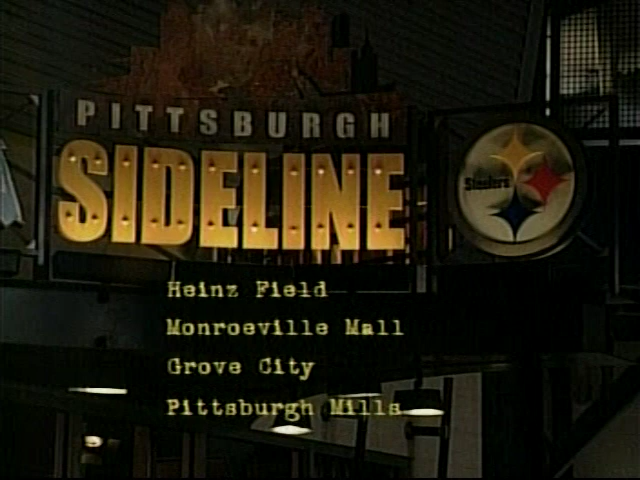 PITTSBURGH
SIDELINE
Steelers
Heinz Field
Monroeville Mall
Grove City
Pittsburgh Mills